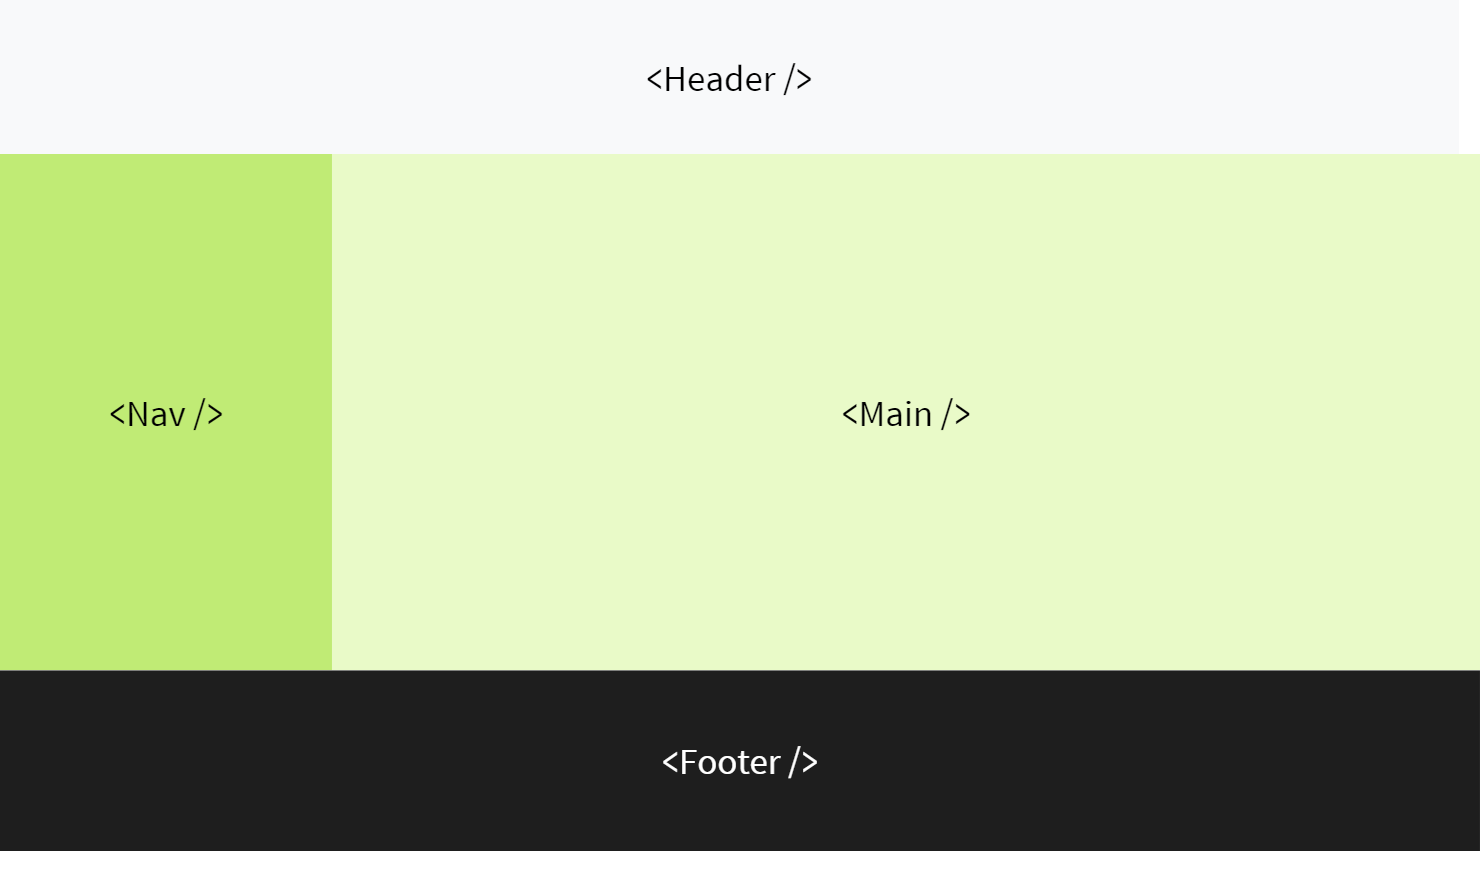 <Header />
<Nav />
<Main />
<Footer />